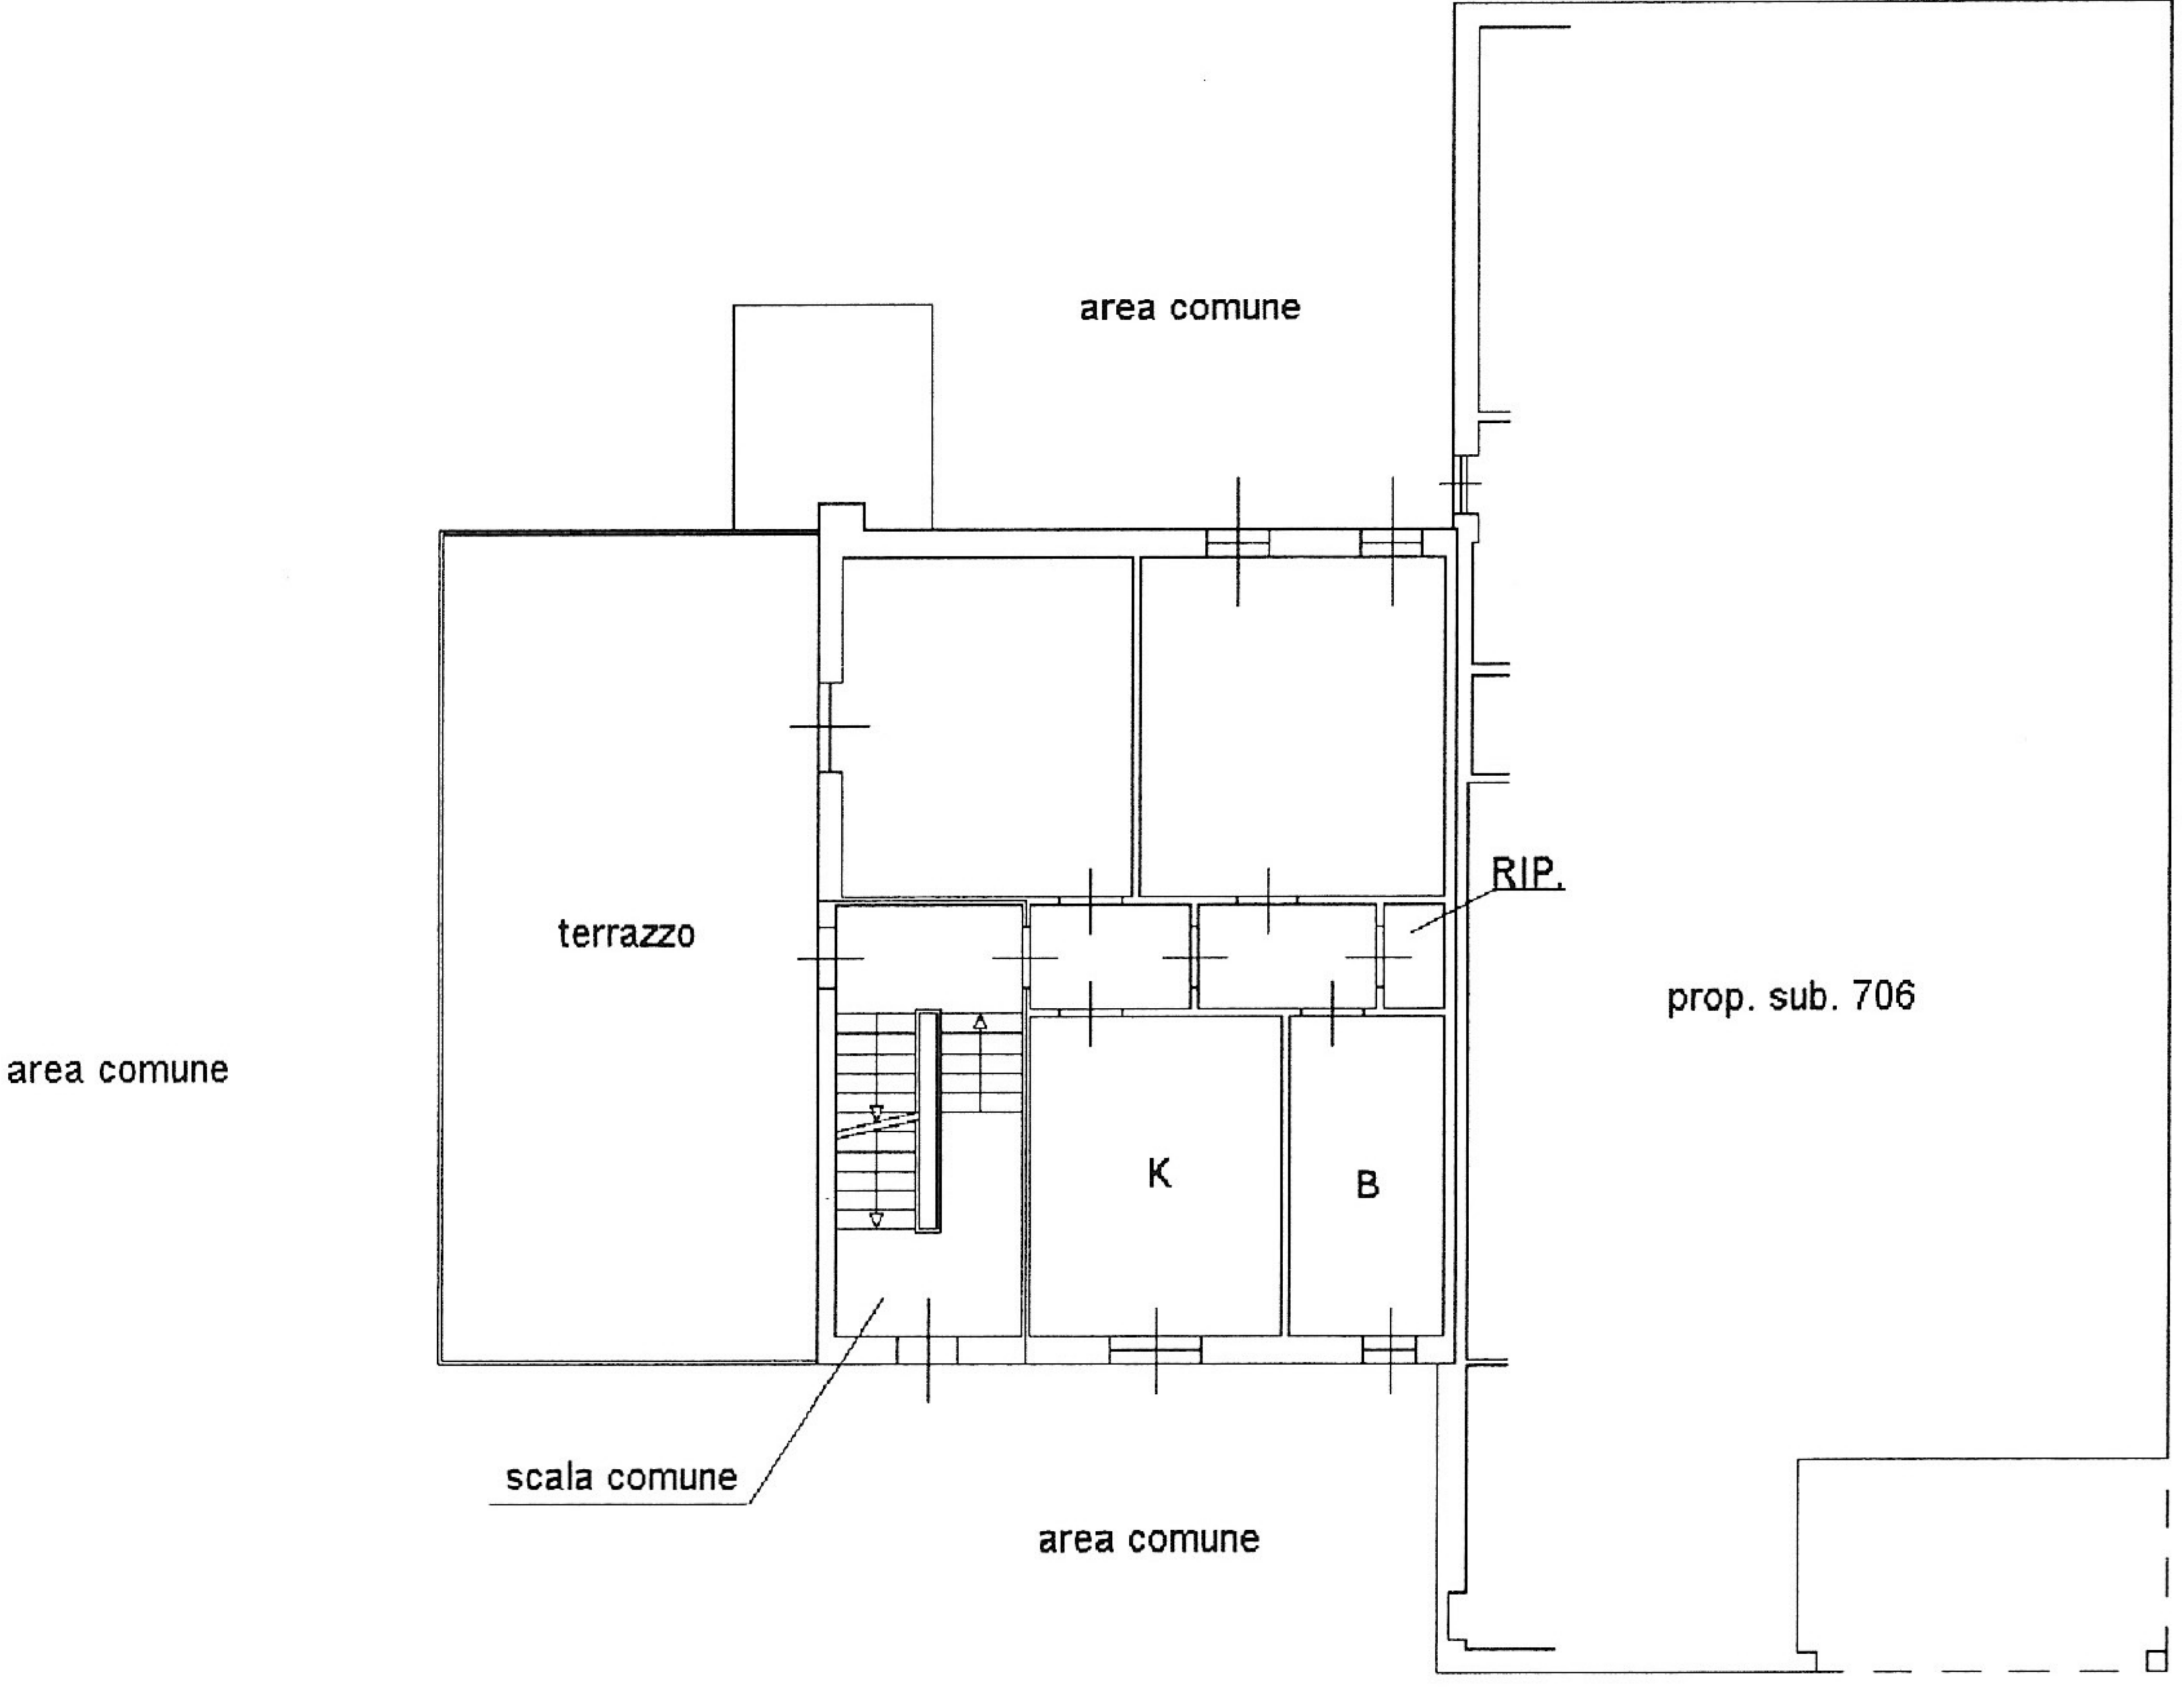 area comune
RIP.
terrazzo
prop. sub. 706
area comune
K
B
scala comune
area comune